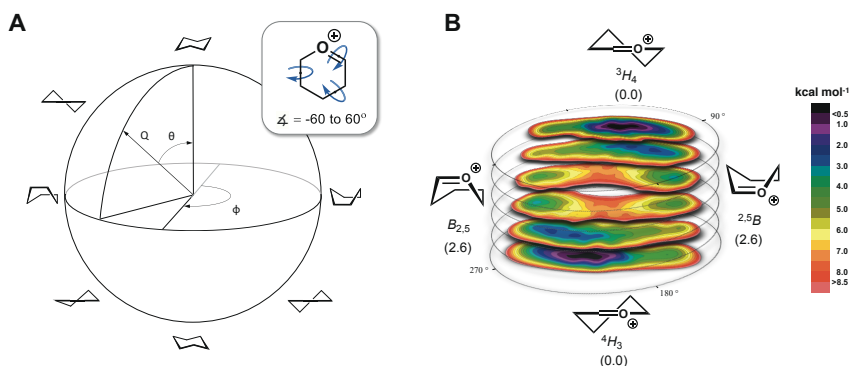 A
O
⊕
∡ = -60 to 60°
Q
θ
ϕ
B
O
⊕
³H₄
(0.0)
90 °
O
⊕
B₂,₅
(2.6)
O
⊕
²,⁵B
(2.6)
270 °
180 °
O
⊕
⁴H₃
(0.0)
kcal mol⁻¹
<0.5
1.0
2.0
3.0
4.0
5.0
6.0
7.0
8.0
>8.5